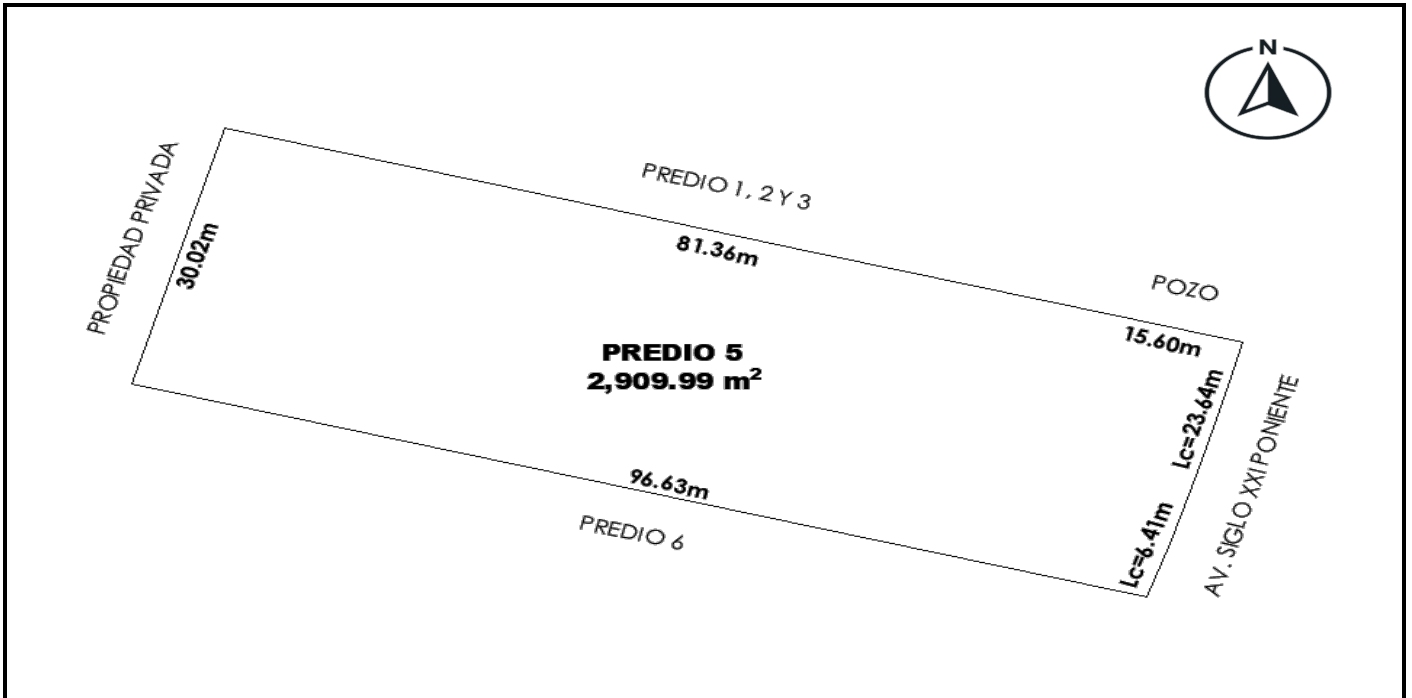 N
PROPIEDAD PRIVADA
30.02m
PREDIO 1, 2 Y 3
81.36m
POZO
15.60m
PREDIO 5
2,909.99 m²
Lc=23.64m
Lc=6.41m
AV. SIGLO XXI PONIENTE
96.63m
PREDIO 6